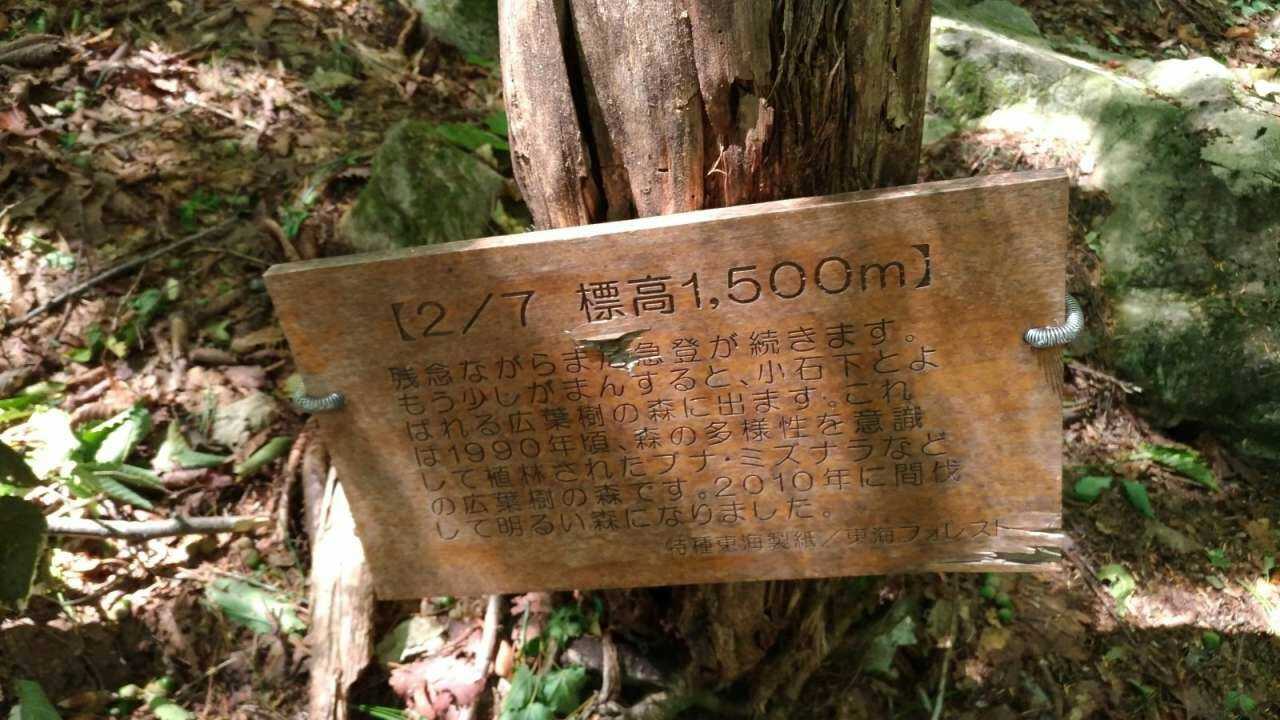 【2/7 標高1,500m】
残念ながらまだ急登が続きます。
もう少しがまんすると、小石下とよ
ばれる広葉樹の森に出ます。これ
は1990年頃、森の多様性を意識
して植林されたブナ・ミズナラなど
の広葉樹の森です。2010年に間伐
して明るい森になりました。
特種東海製紙/東海フォレスト